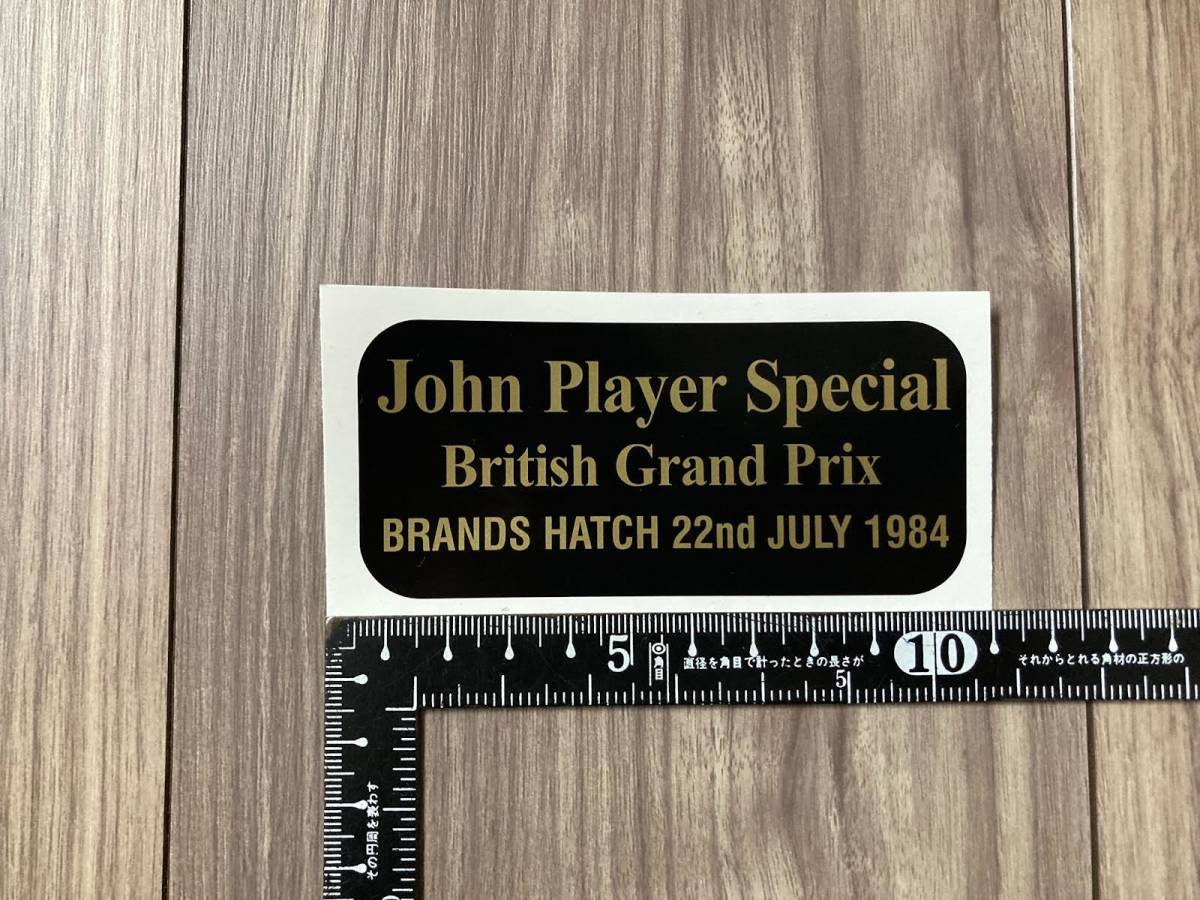 John Player Special
British Grand Prix
BRANDS HATCH 22nd JULY 1984
5
角目
直径を角目で計ったときの長さが
5
10
それからとれる角材の正方形の
その円周を表わす